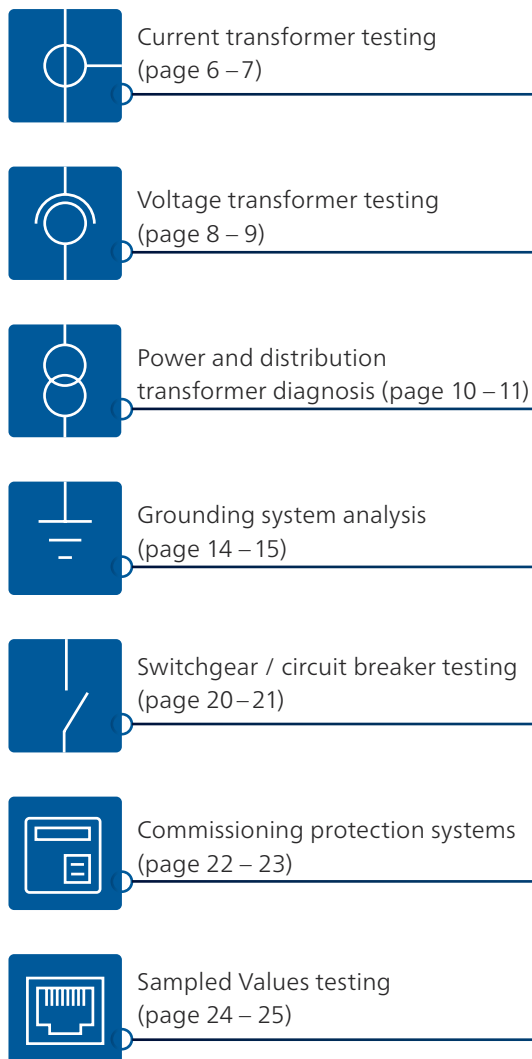 Current transformer testing
(page 6 – 7)
Voltage transformer testing
(page 8 – 9)
Power and distribution
transformer diagnosis (page 10 – 11)
Grounding system analysis
(page 14 – 15)
Switchgear / circuit breaker testing
(page 20 – 21)
Commissioning protection systems
(page 22 – 23)
Sampled Values testing
(page 24 – 25)